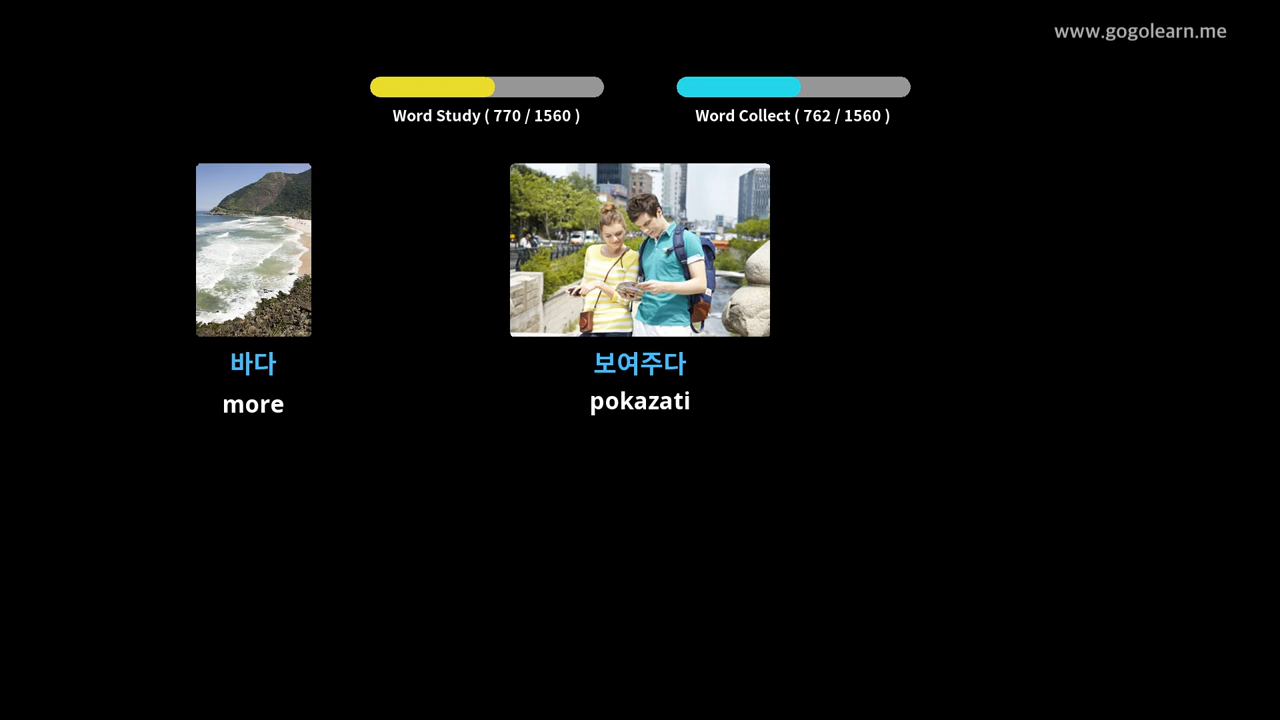 www.gogolearn.me
Word Study ( 770 / 1560 )
Word Collect ( 762 / 1560 )
바다
more
보여주다
pokazati